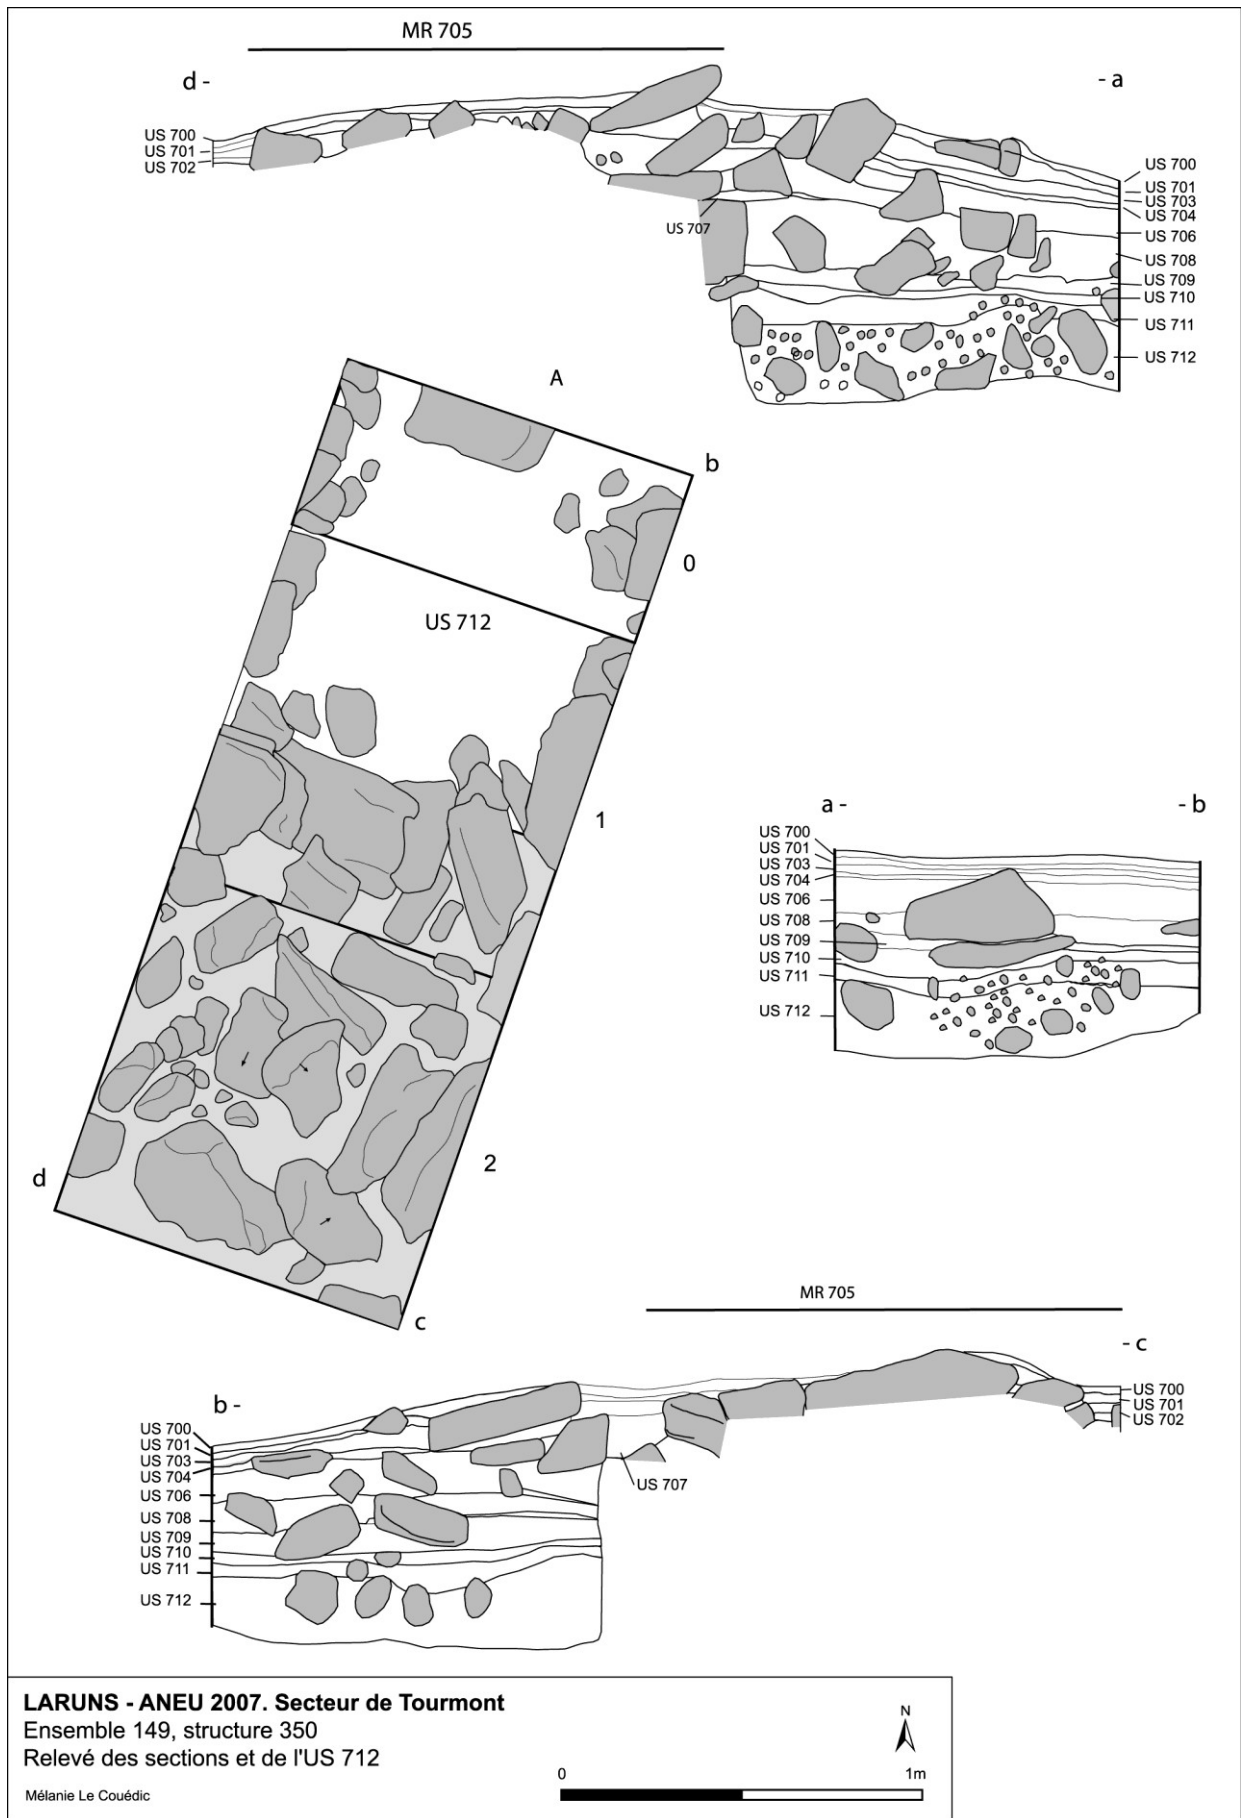 MR 705
d -
- a
US 700
US 701
US 702
US 707
US 700
US 701
US 703
US 704
US 706
US 708
US 709
US 710
US 711
US 712
A
b
0
US 712
1
2
d
c
a -
- b
US 700
US 701
US 703
US 704
US 706
US 708
US 709
US 710
US 711
US 712
MR 705
b -
- c
US 700
US 701
US 703
US 704
US 706
US 708
US 709
US 710
US 711
US 712
US 707
US 700
US 701
US 702
LARUNS - ANEU 2007. Secteur de Tourmont
Ensemble 149, structure 350
Relevé des sections et de l'US 712
Mélanie Le Couédic
N
0 1m